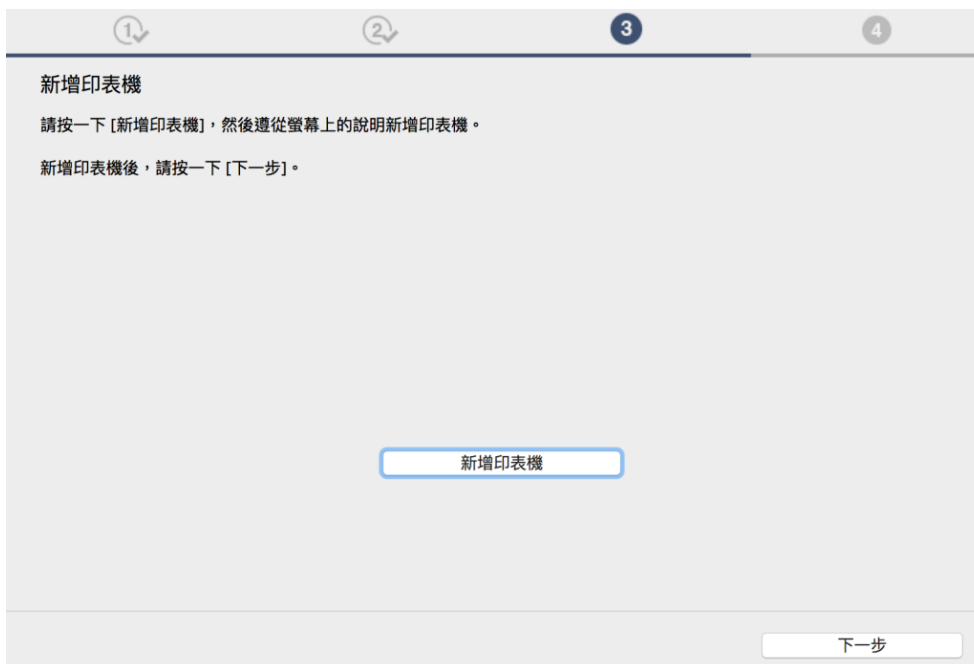 1 2 3 4
新增印表機
請按一下 [新增印表機]，然後遵從螢幕上的說明新增印表機。
新增印表機後，請按一下 [下一步]。
新增印表機
下一步